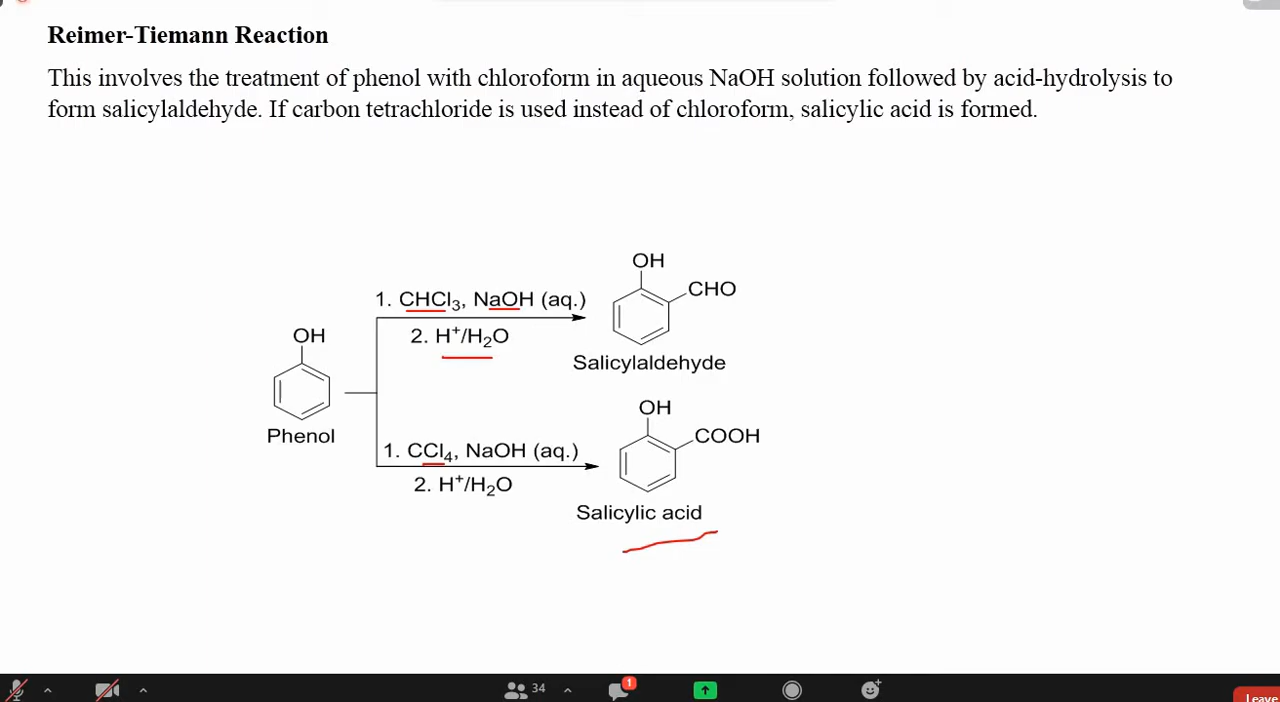 Reimer-Tiemann Reaction
This involves the treatment of phenol with chloroform in aqueous NaOH solution followed by acid-hydrolysis to
form salicylaldehyde. If carbon tetrachloride is used instead of chloroform, salicylic acid is formed.
OH
CHO
1. CHCl₃, NaOH (aq.)
2. H⁺/H₂O
Salicylaldehyde
OH
Phenol
OH
COOH
1. CCl₄, NaOH (aq.)
2. H⁺/H₂O
Salicylic acid
34
1
Leave